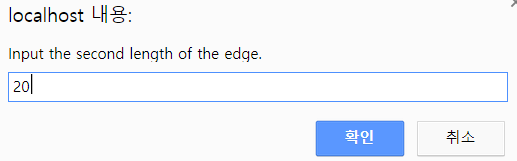 localhost 내용:
Input the second length of the edge.
20
확인 취소